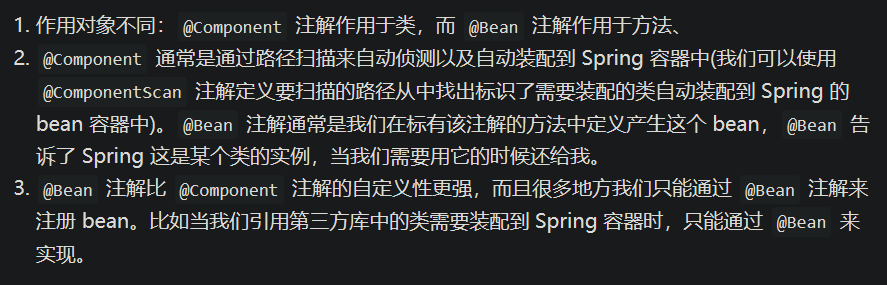 1. 作用对象不同：@Component 注解作用于类，而 @Bean 注解作用于方法、
2. @Component 通常是通过路径扫描来自动侦测以及自动装配到 Spring 容器中(我们可以使用
@ComponentScan 注解定义要扫描的路径从中找出标识了需要装配的类自动装配到 Spring 的
bean 容器中)。@Bean 注解通常是我们在标有该注解的方法中定义产生这个 bean，@Bean 告
诉了 Spring 这是某个类的实例，当我们需要用它的时候还给我。
3. @Bean 注解比 @Component 注解的自定义性更强，而且很多地方我们只能通过 @Bean 注解来
注册 bean。比如当我们引用第三方库中的类需要装配到 Spring 容器时，只能通过 @Bean 来
实现。